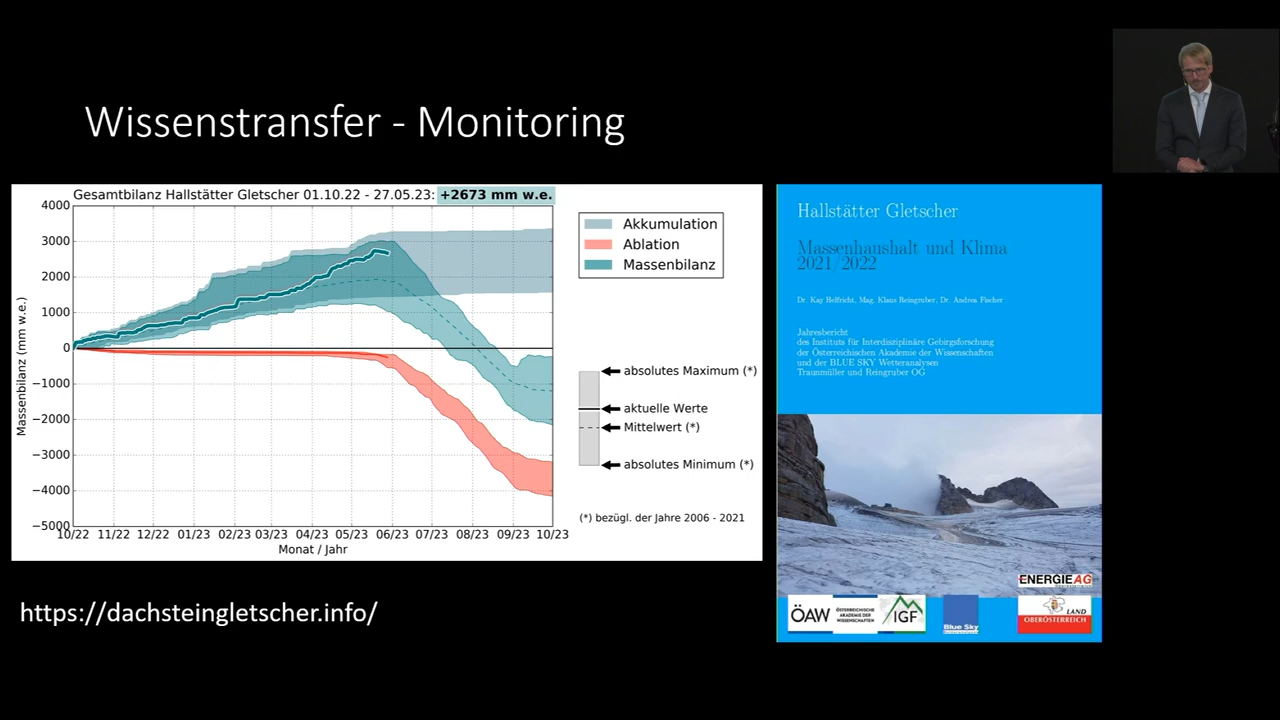 Wissenstransfer - Monitoring
Gesamtbilanz Hallstätter Gletscher 01.10.22 - 27.05.23: +2673 mm w.e.
Massenbilanz (mm w.e.)
4000
3000
2000
1000
0
−1000
−2000
−3000
−4000
−5000
10/22 11/22 12/22 01/23 02/23 03/23 04/23 05/23 06/23 07/23 08/23 09/23 10/23
Monat / Jahr
Akkumulation
Ablation
Massenbilanz
absolutes Maximum (*)
aktuelle Werte
Mittelwert (*)
absolutes Minimum (*)
(*) bezügl. der Jahre 2006 - 2021
https://dachsteingletscher.info/
Hallstätter Gletscher
Massenhaushalt und Klima
2021/2022
Dr. Kay Helfricht, Mag. Klaus Reingruber, Dr. Andrea Fischer
Jahresbericht
des Instituts für Interdisziplinäre Gebirgsforschung
der Österreichischen Akademie der Wissenschaften
und der BLUE SKY Wetteranalysen
Traunmüller und Reingruber OG
ENERGIE AG
ÖAW
ÖSTERREICHISCHE
AKADEMIE DER
WISSENSCHAFTEN
IGF
Blue Sky
LAND
OBERÖSTERREICH